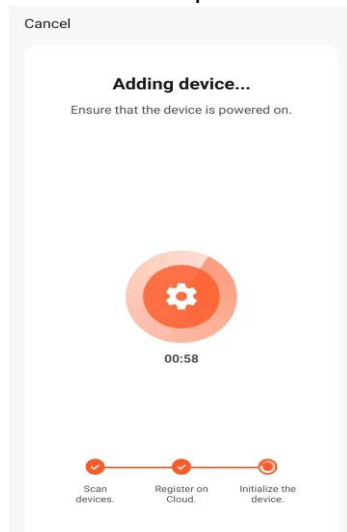 Cancel
Adding device...
Ensure that the device is powered on.
00:58
Scan devices.
Register on Cloud.
Initialize the device.